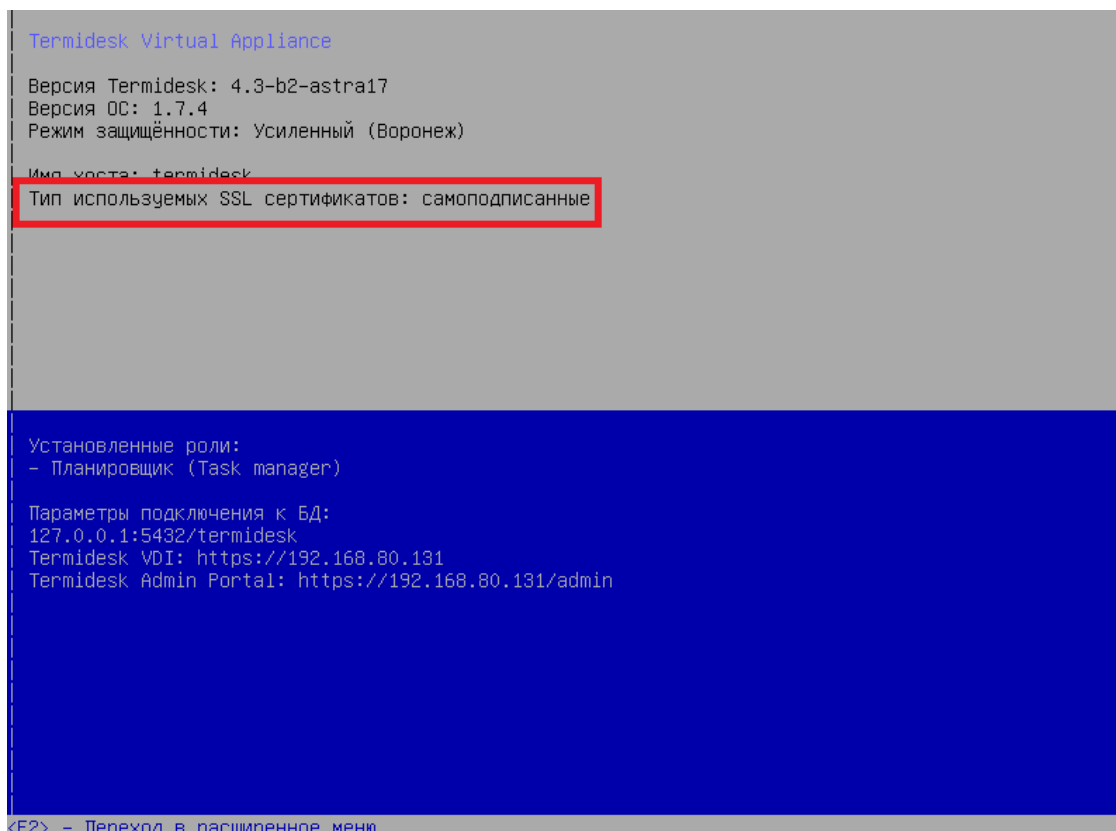 Termidesk Virtual Appliance
Версия Termidesk: 4.3-b2-astra17
Версия ОС: 1.7.4
Режим защищённости: Усиленный (Воронеж)
Имя хоста: termidesk
Тип используемых SSL сертификатов: самоподписанные
Установленные роли:
- Планировщик (Task manager)
Параметры подключения к БД:
127.0.0.1:5432/termidesk
Termidesk VDI: https://192.168.80.131
Termidesk Admin Portal: https://192.168.80.131/admin
<F2> - Переход в расширенное меню